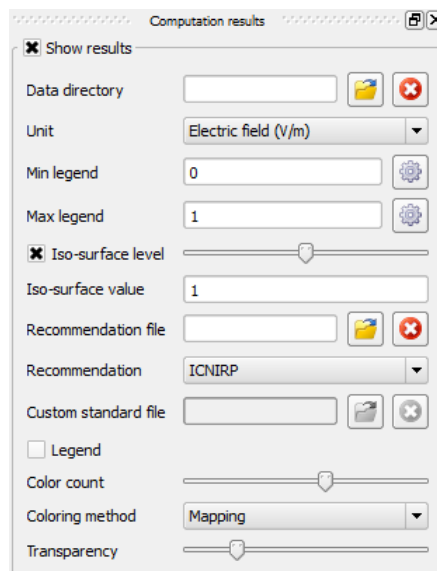 Computation results
Show results
Data directory
Unit Electric field (V/m)
Min legend 0
Max legend 1
Iso-surface level
Iso-surface value 1
Recommendation file
Recommendation ICNIRP
Custom standard file
Legend
Color count
Coloring method Mapping
Transparency